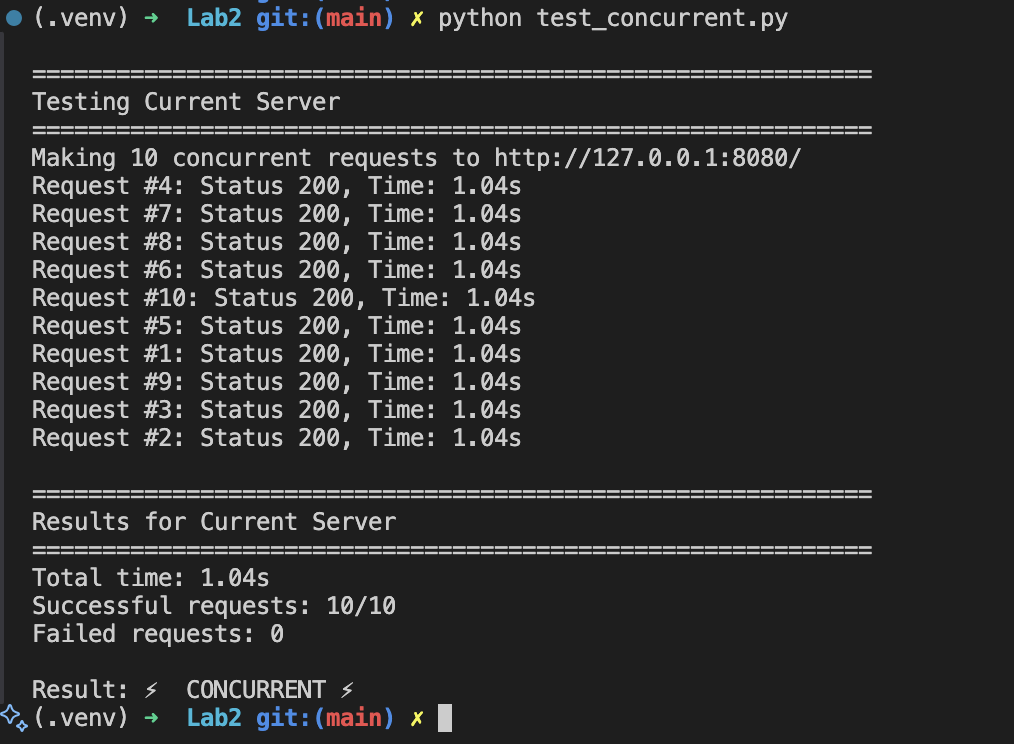 (.venv) → Lab2 git:(main) ✗ python test_concurrent.py
============================================================
Testing Current Server
============================================================
Making 10 concurrent requests to http://127.0.0.1:8080/
Request #4: Status 200, Time: 1.04s
Request #7: Status 200, Time: 1.04s
Request #8: Status 200, Time: 1.04s
Request #6: Status 200, Time: 1.04s
Request #10: Status 200, Time: 1.04s
Request #5: Status 200, Time: 1.04s
Request #1: Status 200, Time: 1.04s
Request #9: Status 200, Time: 1.04s
Request #3: Status 200, Time: 1.04s
Request #2: Status 200, Time: 1.04s
============================================================
Results for Current Server
============================================================
Total time: 1.04s
Successful requests: 10/10
Failed requests: 0
Result: ⚡ CONCURRENT ⚡
(.venv) → Lab2 git:(main) ✗